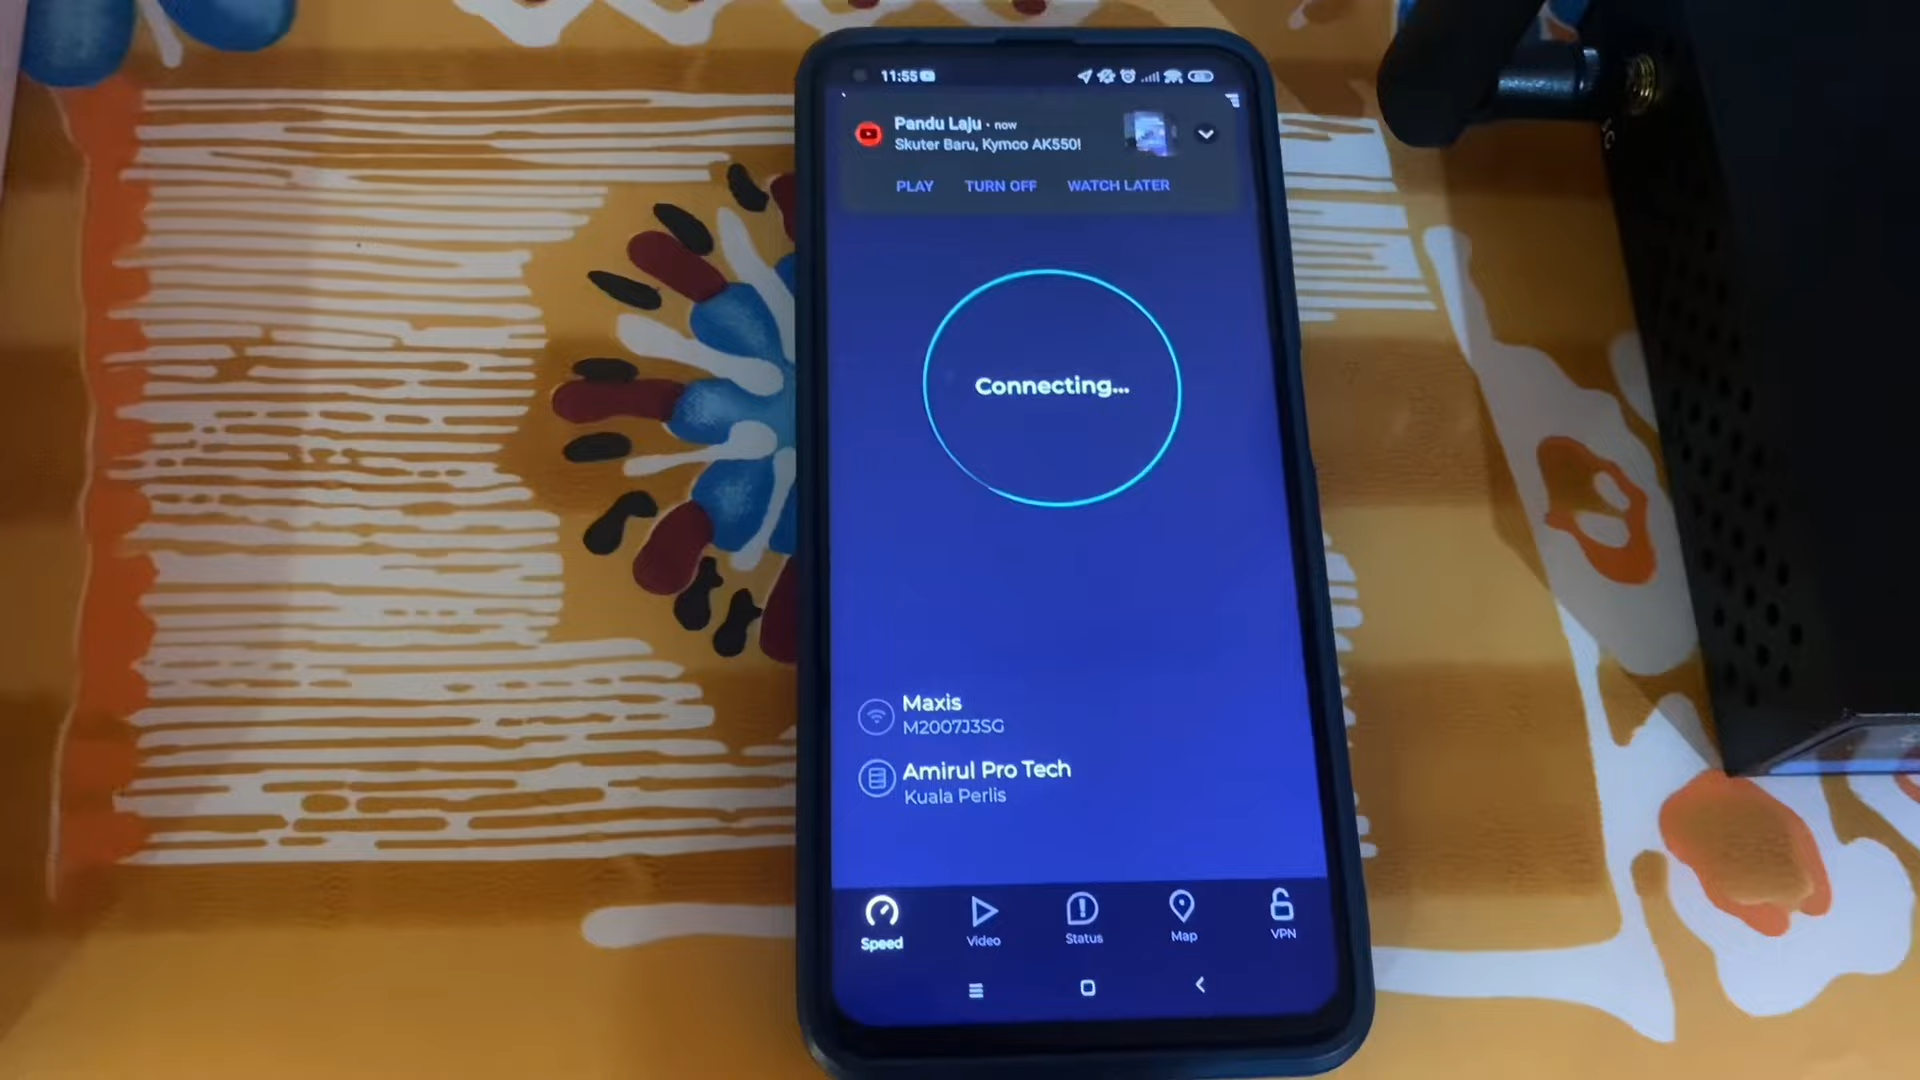 11:55
Pandu Laju • now
Skuter Baru, Kymco AK550!
PLAY TURN OFF WATCH LATER
Connecting...
Maxis
M2007J3SG
Amirul Pro Tech
Kuala Perlis
Speed Video Status Map VPN